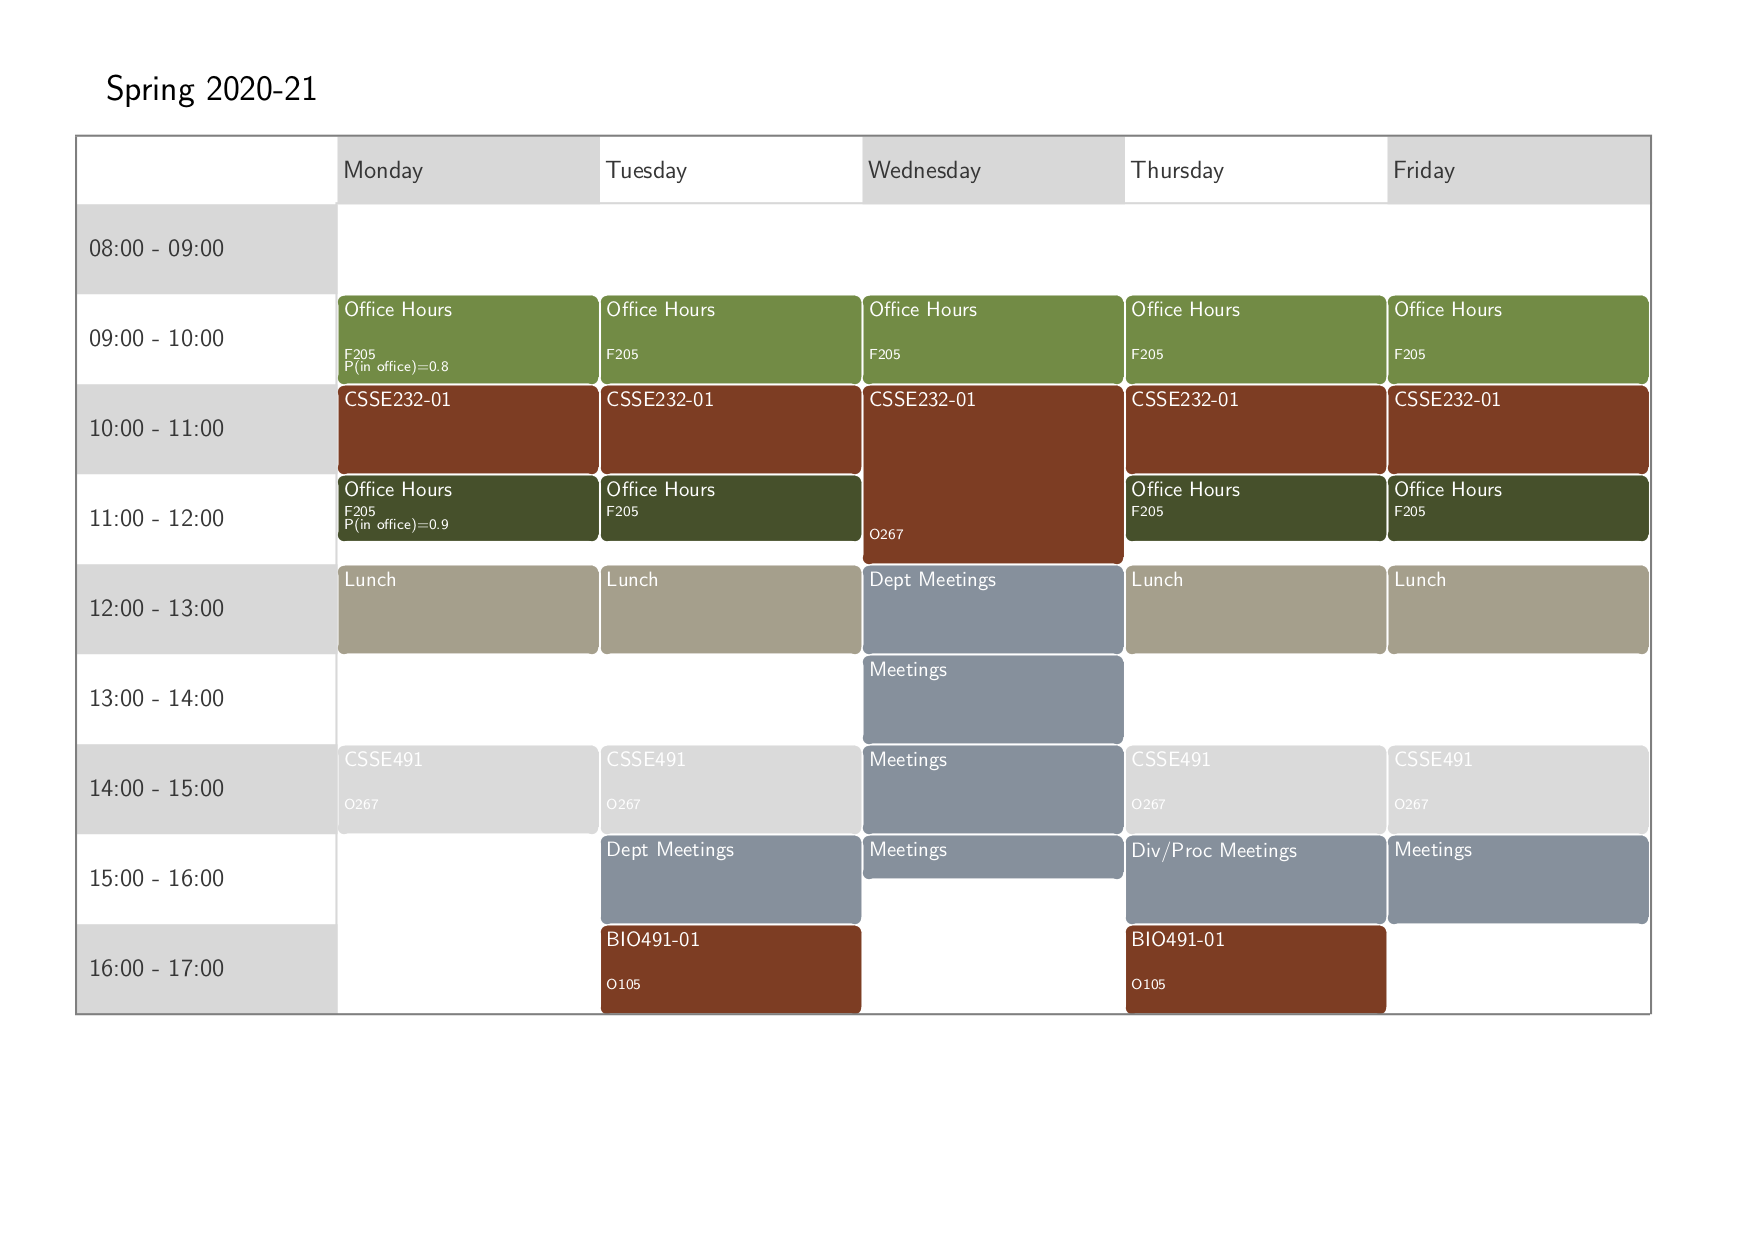 Spring 2020-21
Monday Tuesday Wednesday Thursday Friday
08:00 - 09:00
09:00 - 10:00
Office Hours Office Hours Office Hours Office Hours Office Hours
F205 F205 F205 F205 F205
P(in office)=0.8
10:00 - 11:00
CSSE232-01 CSSE232-01 CSSE232-01 CSSE232-01 CSSE232-01
11:00 - 12:00
Office Hours Office Hours Office Hours Office Hours
F205 F205 F205 F205
P(in office)=0.9
O267
12:00 - 13:00
Lunch Lunch Dept Meetings Lunch Lunch
13:00 - 14:00
Meetings
14:00 - 15:00
CSSE491 CSSE491 Meetings CSSE491 CSSE491
O267 O267 O267 O267
15:00 - 16:00
Dept Meetings Meetings Div/Proc Meetings Meetings
16:00 - 17:00
BIO491-01 BIO491-01
O105 O105